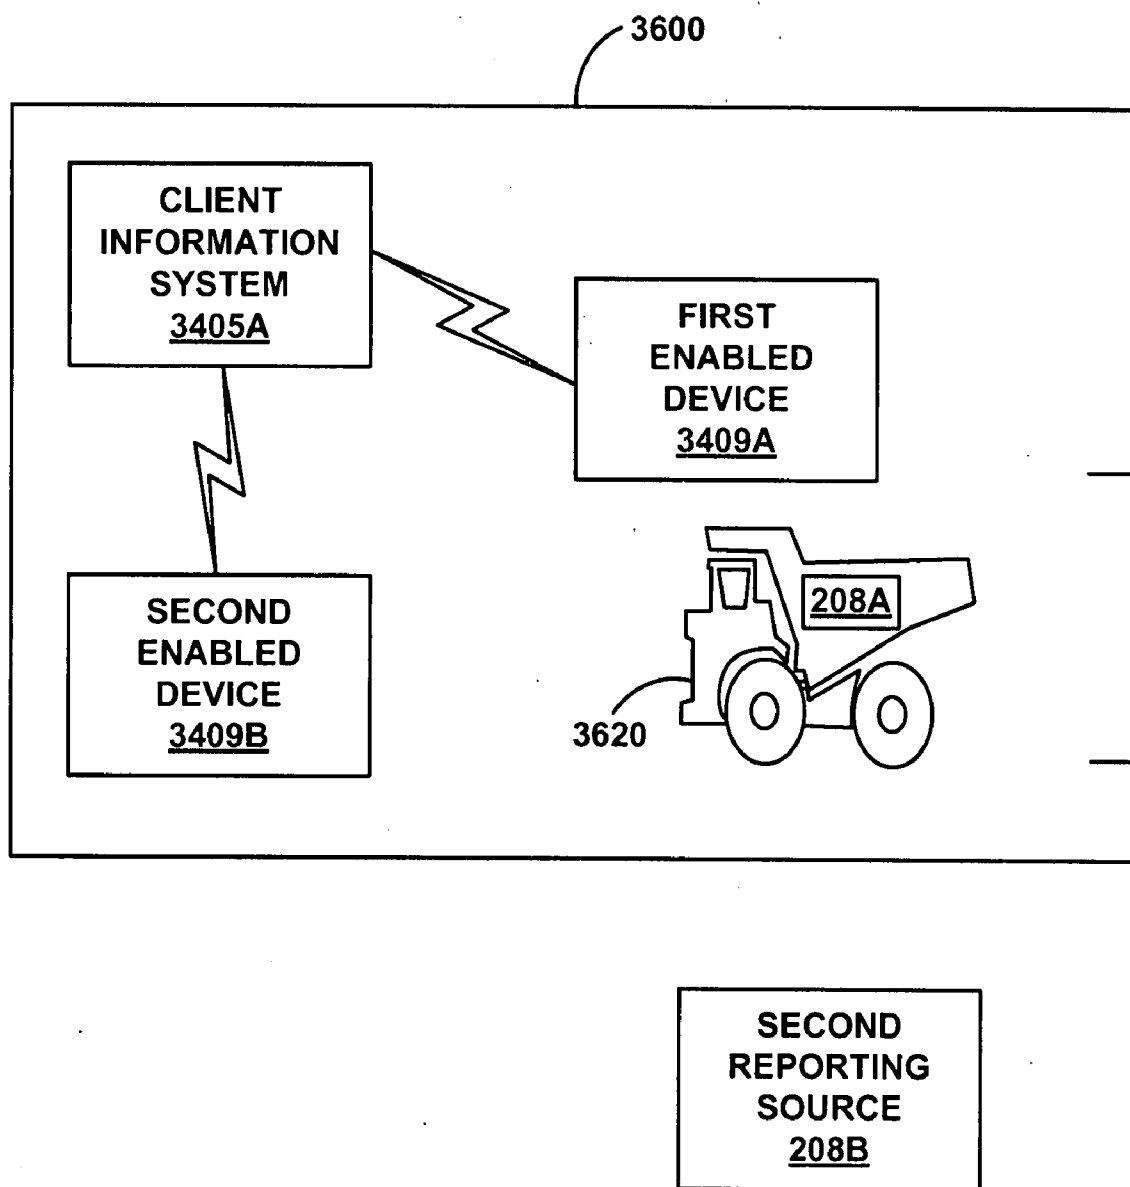 3600
CLIENT
INFORMATION
SYSTEM
3405A
FIRST
ENABLED
DEVICE
3409A
SECOND
ENABLED
DEVICE
3409B
208A
3620
SECOND
REPORTING
SOURCE
208B